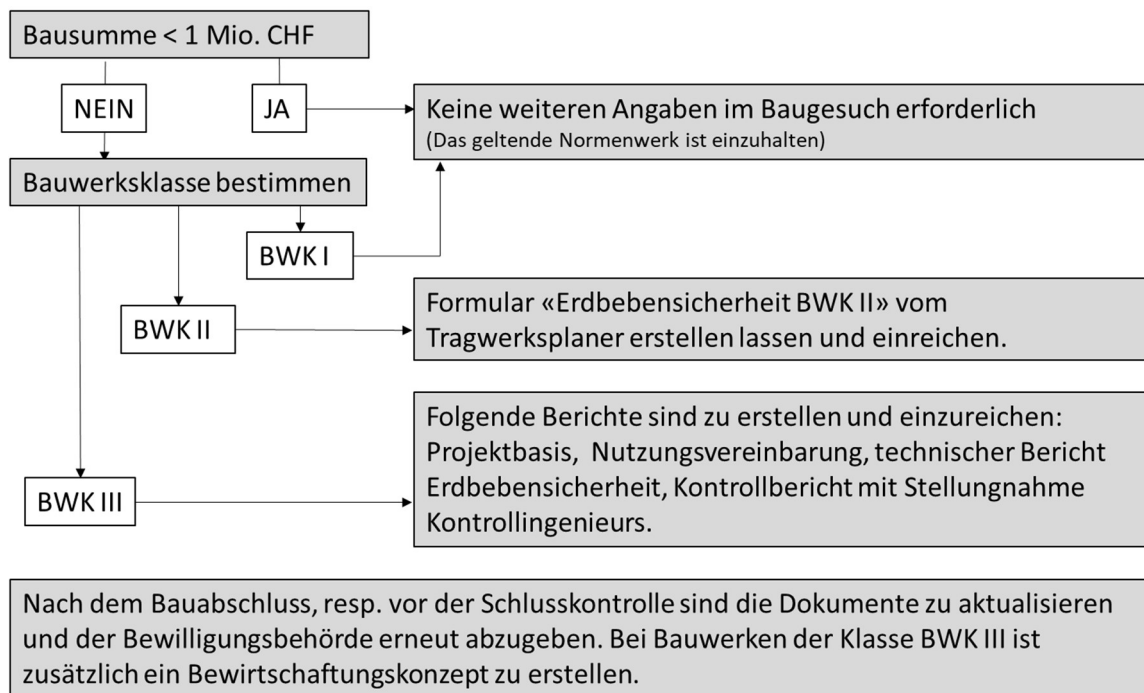 Bausumme < 1 Mio. CHF
NEIN
JA
Keine weiteren Angaben im Baugesuch erforderlich
(Das geltende Normenwerk ist einzuhalten)
Bauwerksklasse bestimmen
BWK I
BWK II
Formular «Erdbebensicherheit BWK II» vom
Tragwerksplaner erstellen lassen und einreichen.
BWK III
Folgende Berichte sind zu erstellen und einzureichen:
Projektbasis, Nutzungsvereinbarung, technischer Bericht
Erdbebensicherheit, Kontrollbericht mit Stellungnahme
Kontrollingenieurs.
Nach dem Bauabschluss, resp. vor der Schlusskontrolle sind die Dokumente zu aktualisieren
und der Bewilligungsbehörde erneut abzugeben. Bei Bauwerken der Klasse BWK III ist
zusätzlich ein Bewirtschaftungskonzept zu erstellen.